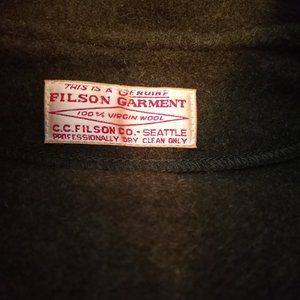 THIS IS A GENUINE
FILSON GARMENT
100% VIRGIN WOOL
C.C. FILSON CO. - SEATTLE
PROFESSIONALLY DRY CLEAN ONLY